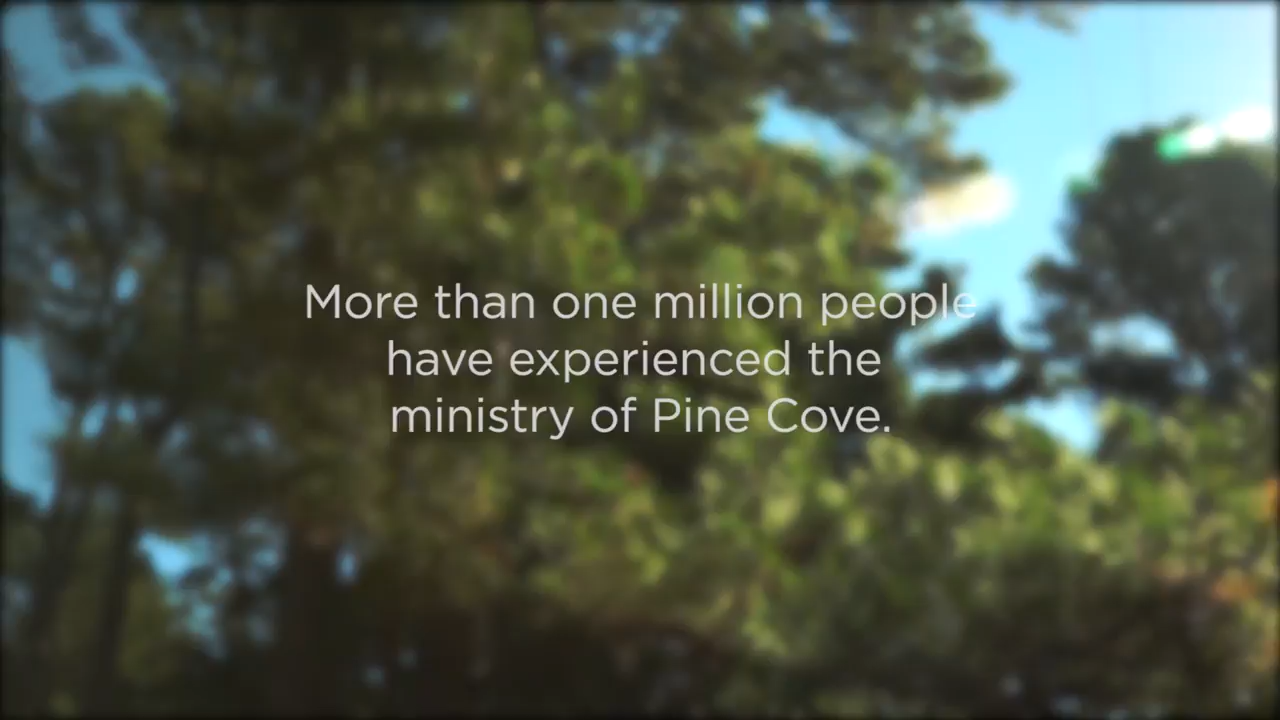 More than one million people
have experienced the
ministry of Pine Cove.